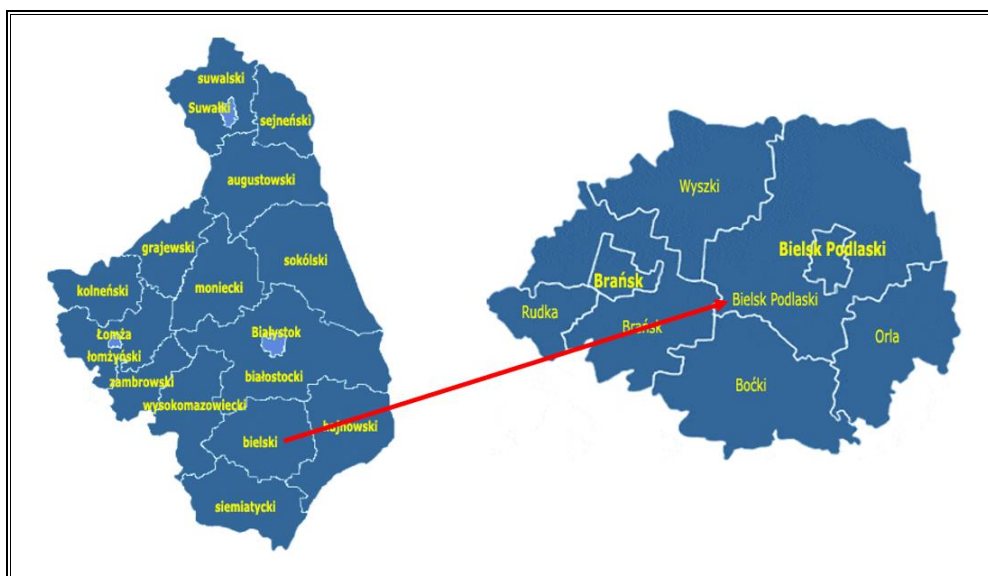 suwalski
Suwałki
sejneński
augustowski
grajewski
sokólski
moniecki
kolneński
Łomża
Białystok
łomżyński
zambrowski
białostocki
wysokomazowiecki
hajnowski
bielski
siemiatycki
Wyszki
Bielsk Podlaski
Brańsk
Bielsk Podlaski
Rudka
Brańsk
Orla
Boćki